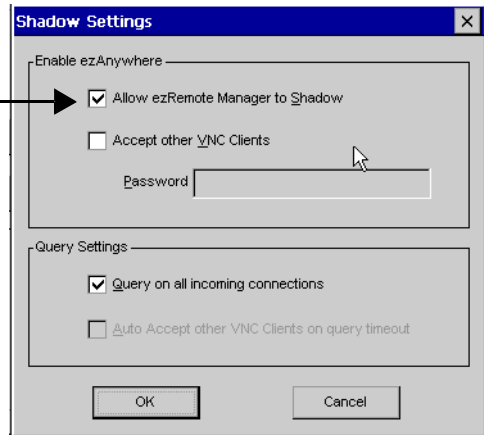 Shadow Settings
Enable ezAnywhere
Allow ezRemote Manager to Shadow
Accept other VNC Clients
Password
Query Settings
Query on all incoming connections
Auto Accept other VNC Clients on query timeout
OK Cancel